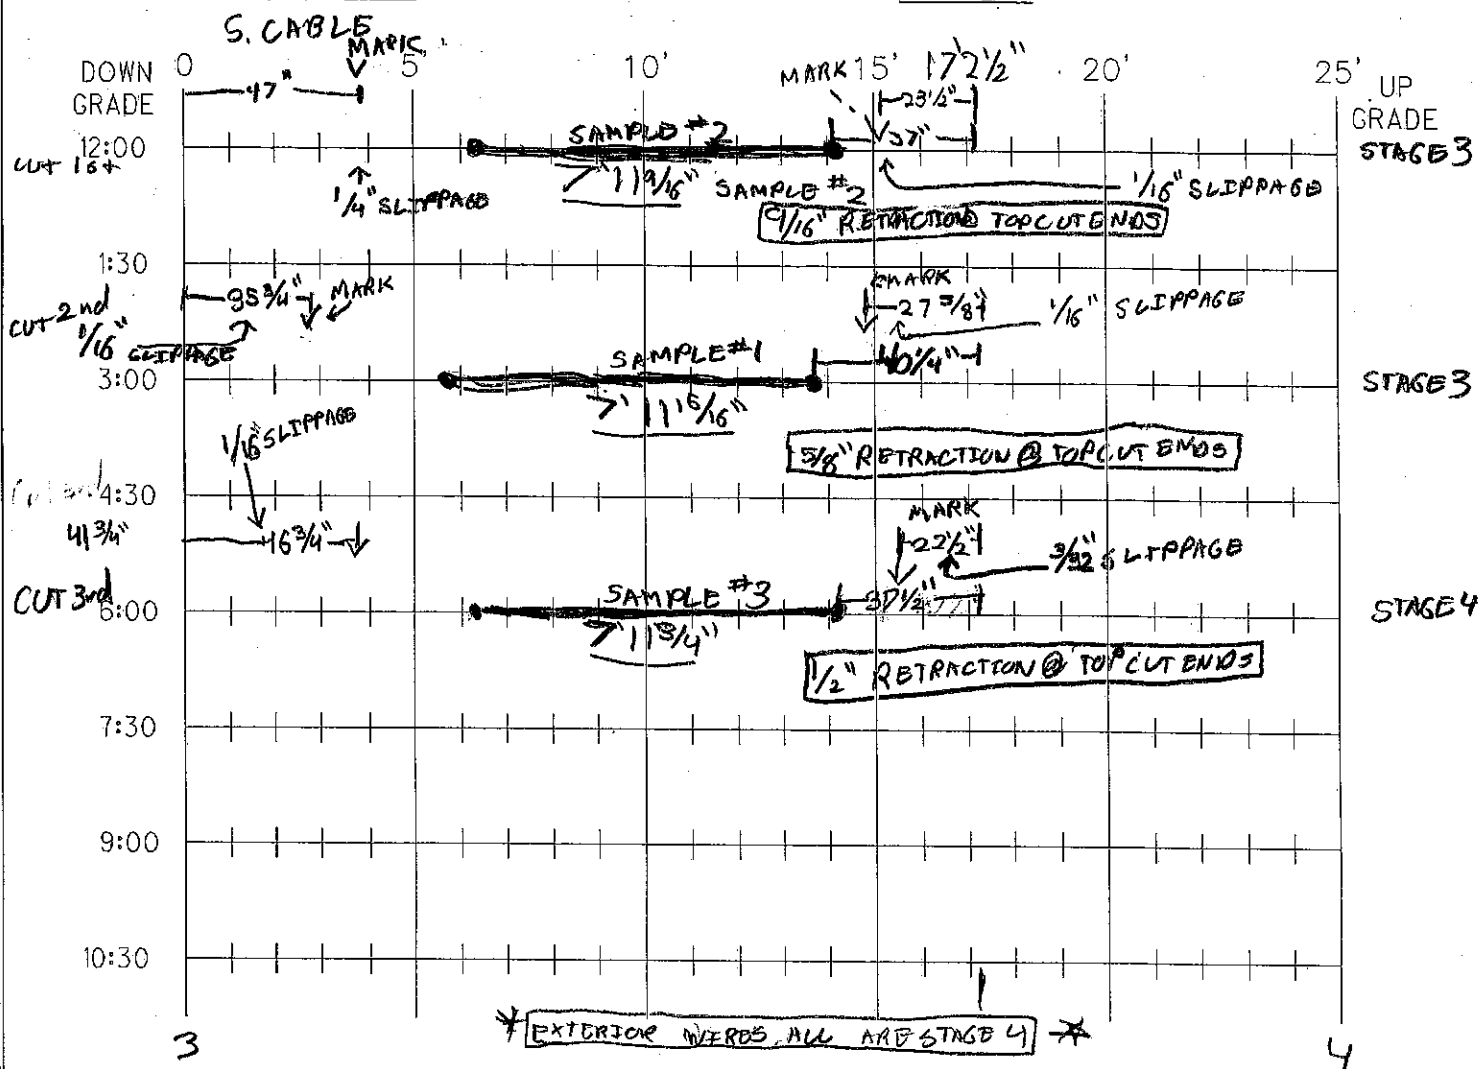 S. CABLE
MARK
DOWN GRADE
0
5'
10'
MARK
15'
17'2½"
20'
25'
UP GRADE
47"
23½"
37"
12:00
CUT 1st
SAMPLE #2
7' 11 9/16"
SAMPLE #2
STAGE 3
1/4" SLIPPAGE
1/16" SLIPPAGE
9/16" RETRACTION@ TOP CUT ENDS
1:30
MARK
MARK
CUT 2nd
27 5/8"
1/16" SLIPPAGE
1/16" SLIPPAGE
40 1/4"
3:00
SAMPLE #1
7' 11 15/16"
STAGE 3
1/16" SLIPPAGE
5/8" RETRACTION @ TOP CUT ENDS
4:30
41 3/4"
46 3/4"
MARK
22½"
3/32" SLIPPAGE
CUT 3rd
6:00
SAMPLE #3
7' 11 3/4"
37½"
STAGE 4
1/2" RETRACTION @ TOP CUT ENDS
7:30
9:00
10:30
* EXTERIOR WIRES ALL ARE STAGE 4 *
3
4